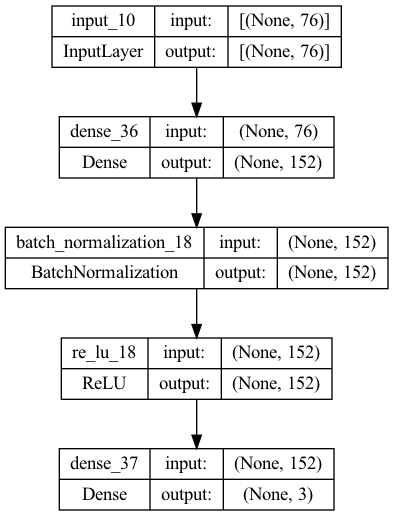 input_10 input: [(None, 76)]
InputLayer output: [(None, 76)]
dense_36 input: (None, 76)
Dense output: (None, 152)
batch_normalization_18 input: (None, 152)
BatchNormalization output: (None, 152)
re_lu_18 input: (None, 152)
ReLU output: (None, 152)
dense_37 input: (None, 152)
Dense output: (None, 3)